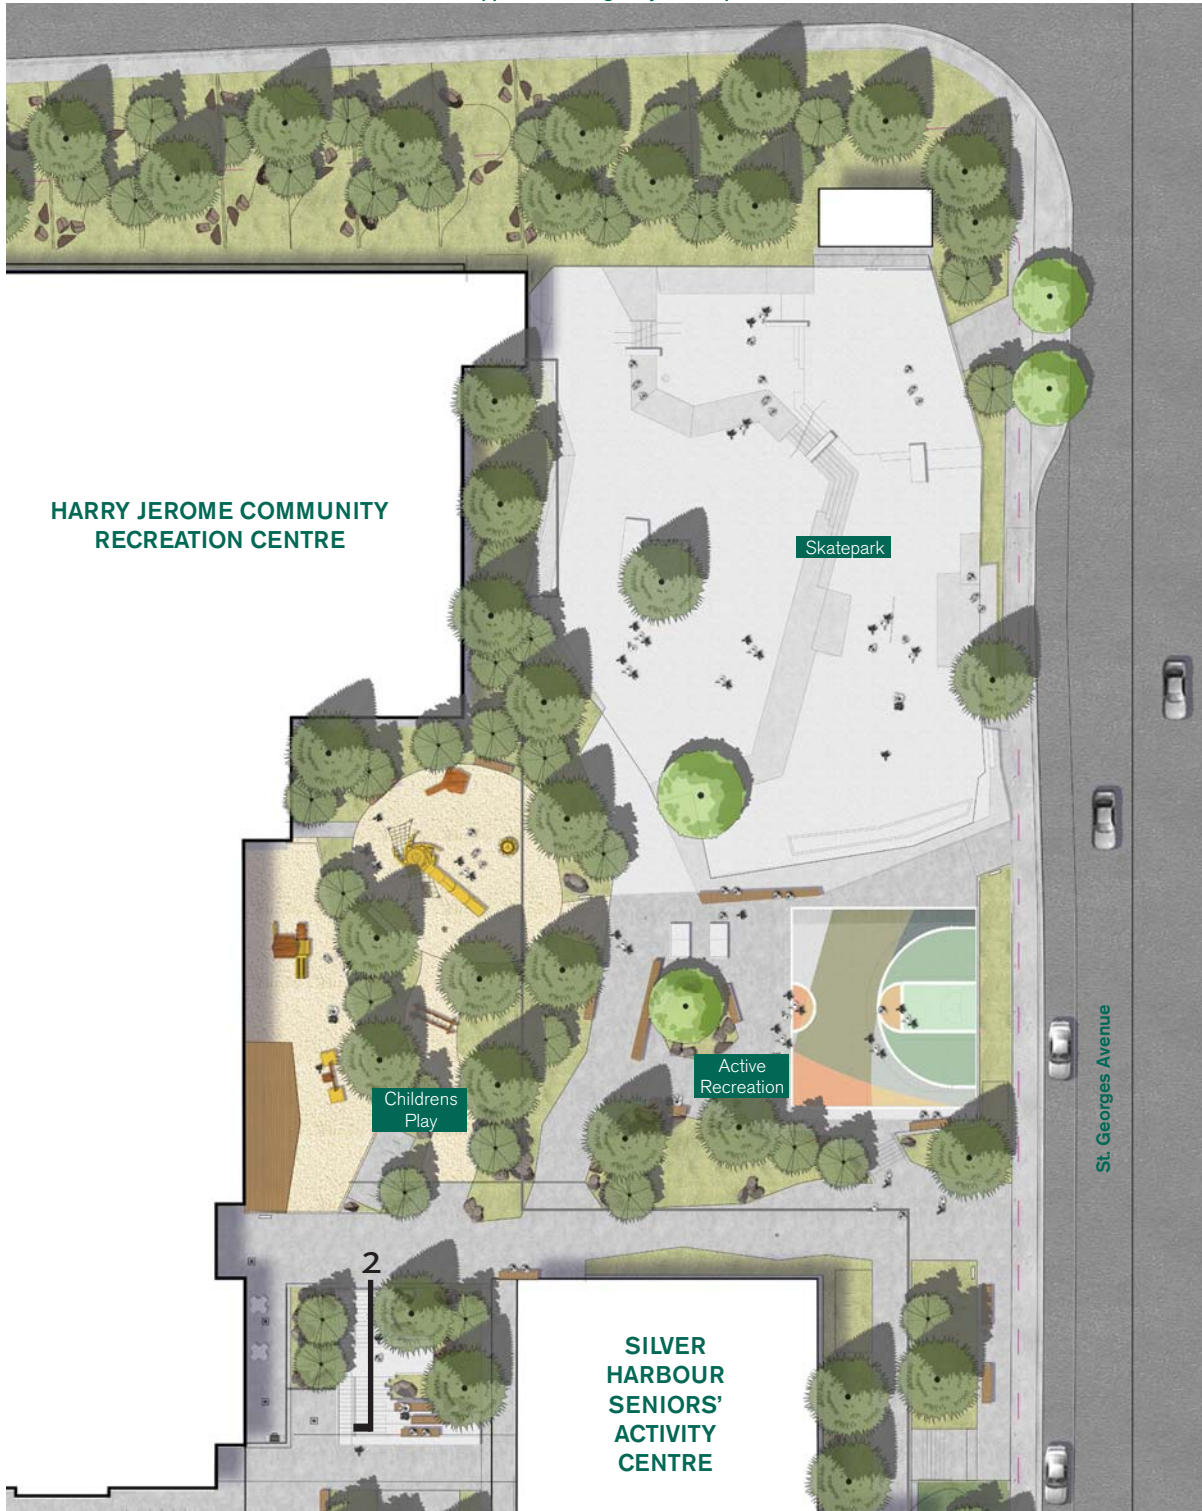 HARRY JEROME COMMUNITY
RECREATION CENTRE
Skatepark
Active
Recreation
Childrens
Play
St. Georges Avenue
2
SILVER
HARBOUR
SENIORS'
ACTIVITY
CENTRE